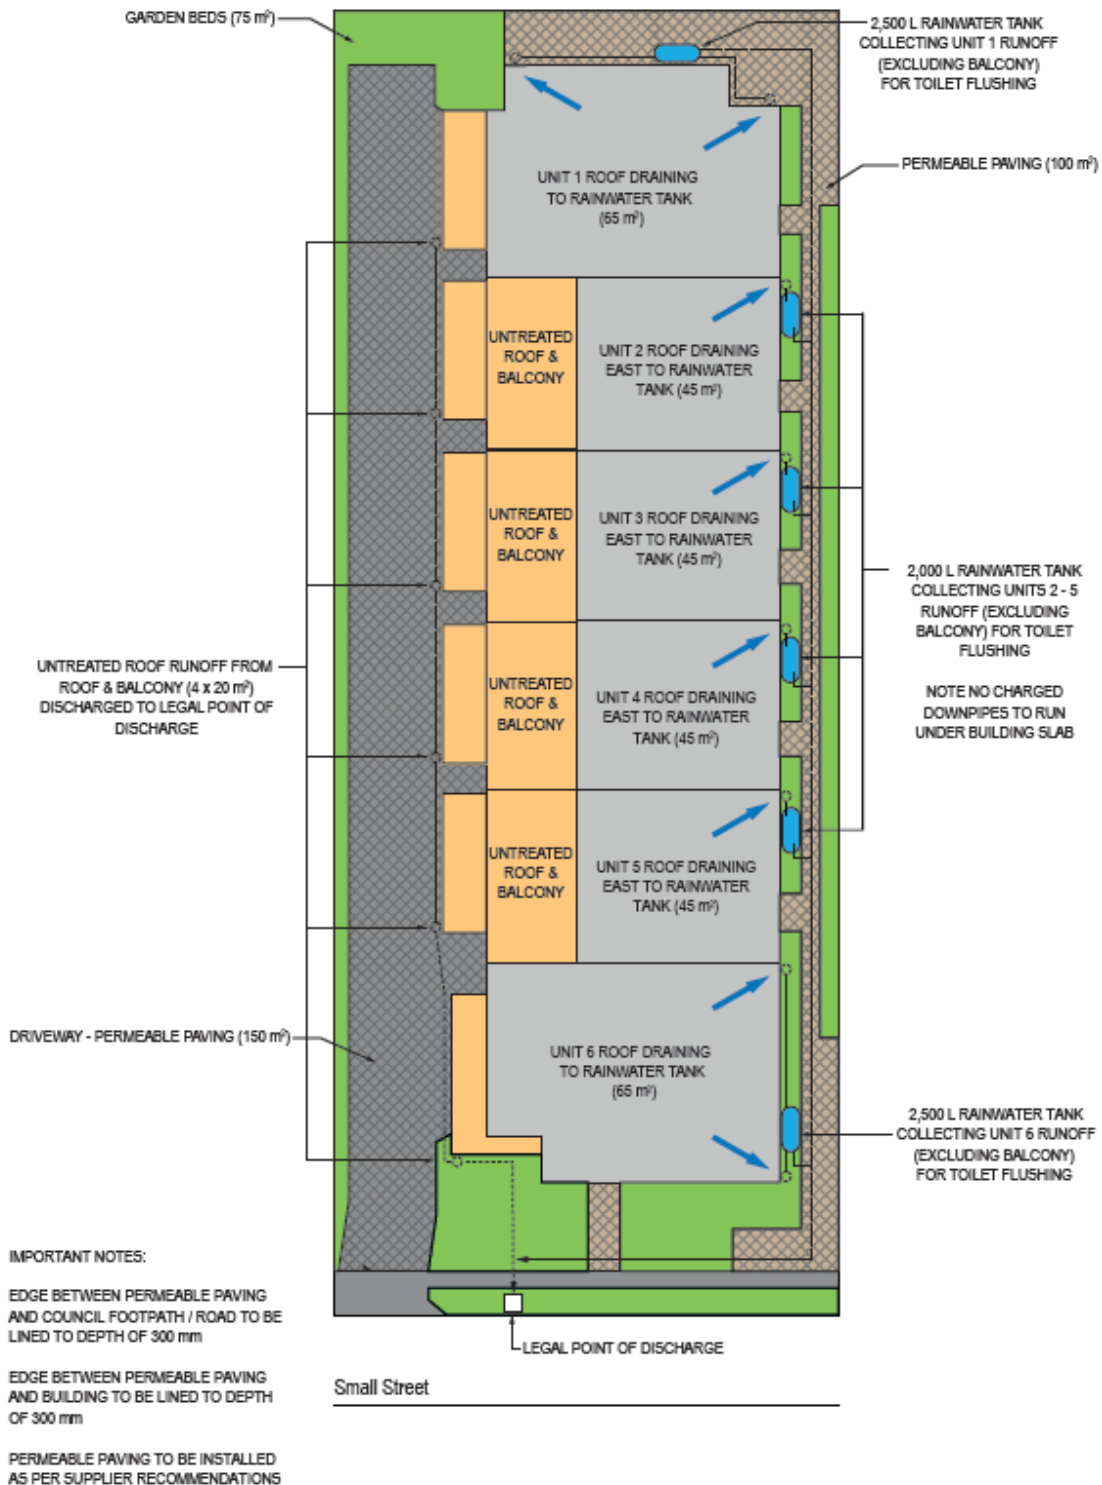 GARDEN BEDS (75 m²)
2,500 L RAINWATER TANK
COLLECTING UNIT 1 RUNOFF
(EXCLUDING BALCONY)
FOR TOILET FLUSHING
PERMEABLE PAVING (100 m²)
UNIT 1 ROOF DRAINING
TO RAINWATER TANK
(65 m²)
UNTREATED
ROOF &
BALCONY
UNIT 2 ROOF DRAINING
EAST TO RAINWATER
TANK (45 m²)
UNTREATED
ROOF &
BALCONY
UNIT 3 ROOF DRAINING
EAST TO RAINWATER
TANK (45 m²)
2,000 L RAINWATER TANK
COLLECTING UNITS 2 - 5
RUNOFF (EXCLUDING
BALCONY) FOR TOILET
FLUSHING
NOTE NO CHARGED
DOWNPIPES TO RUN
UNDER BUILDING SLAB
UNTREATED ROOF RUNOFF FROM
ROOF & BALCONY (4 x 20 m²)
DISCHARGED TO LEGAL POINT OF
DISCHARGE
UNTREATED
ROOF &
BALCONY
UNIT 4 ROOF DRAINING
EAST TO RAINWATER
TANK (45 m²)
UNTREATED
ROOF &
BALCONY
UNIT 5 ROOF DRAINING
EAST TO RAINWATER
TANK (45 m²)
DRIVEWAY - PERMEABLE PAVING (150 m²)
UNIT 6 ROOF DRAINING
TO RAINWATER TANK
(65 m²)
2,500 L RAINWATER TANK
COLLECTING UNIT 6 RUNOFF
(EXCLUDING BALCONY)
FOR TOILET FLUSHING
IMPORTANT NOTES:
EDGE BETWEEN PERMEABLE PAVING
AND COUNCIL FOOTPATH / ROAD TO BE
LINED TO DEPTH OF 300 mm
EDGE BETWEEN PERMEABLE PAVING
AND BUILDING TO BE LINED TO DEPTH
OF 300 mm
PERMEABLE PAVING TO BE INSTALLED
AS PER SUPPLIER RECOMMENDATIONS
LEGAL POINT OF DISCHARGE
Small Street